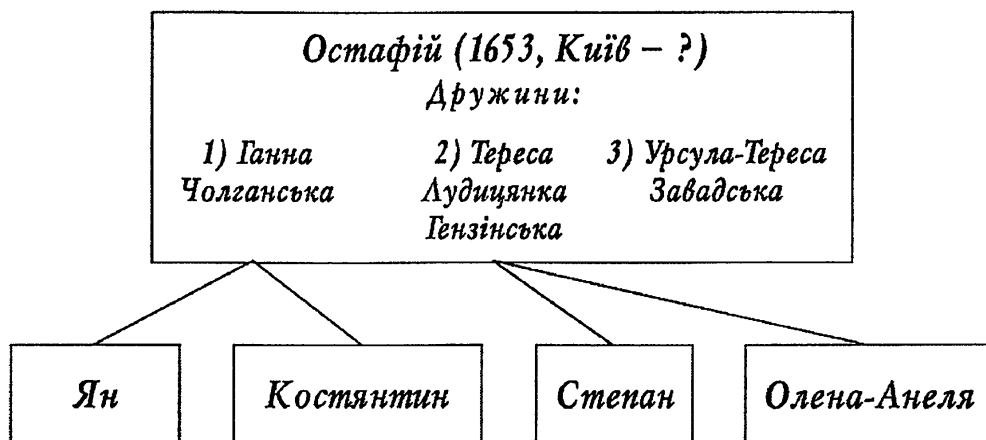 Остафій (1653, Київ – ?)
Дружини:
1) Ганна 2) Тереса 3) Урсула-Тереса
Чолганська Лудицянка Завадська
Гензінська
Ян Костянтин Степан Олена-Анеля